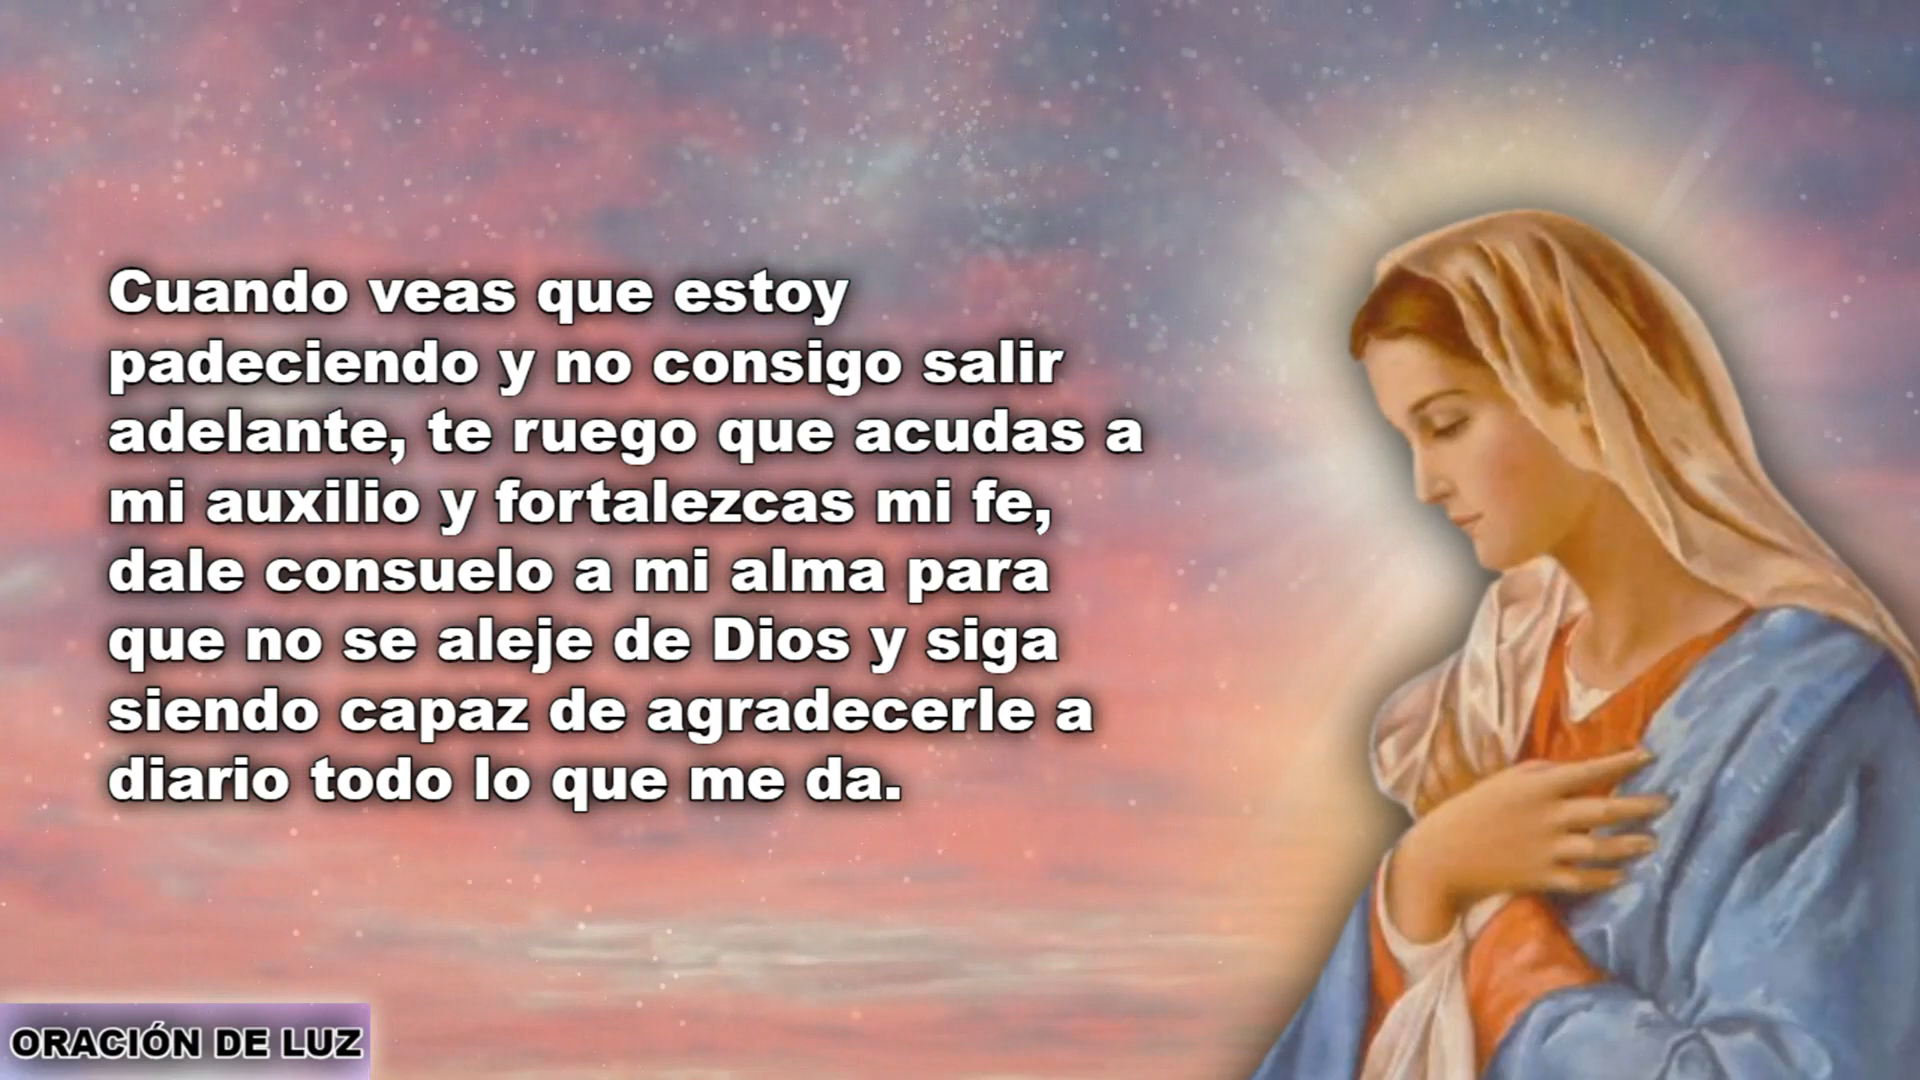 Cuando veas que estoy
padeciendo y no consigo salir
adelante, te ruego que acudas a
mi auxilio y fortalezcas mi fe,
dale consuelo a mi alma para
que no se aleje de Dios y siga
siendo capaz de agradecerle a
diario todo lo que me da.
ORACIÓN DE LUZ